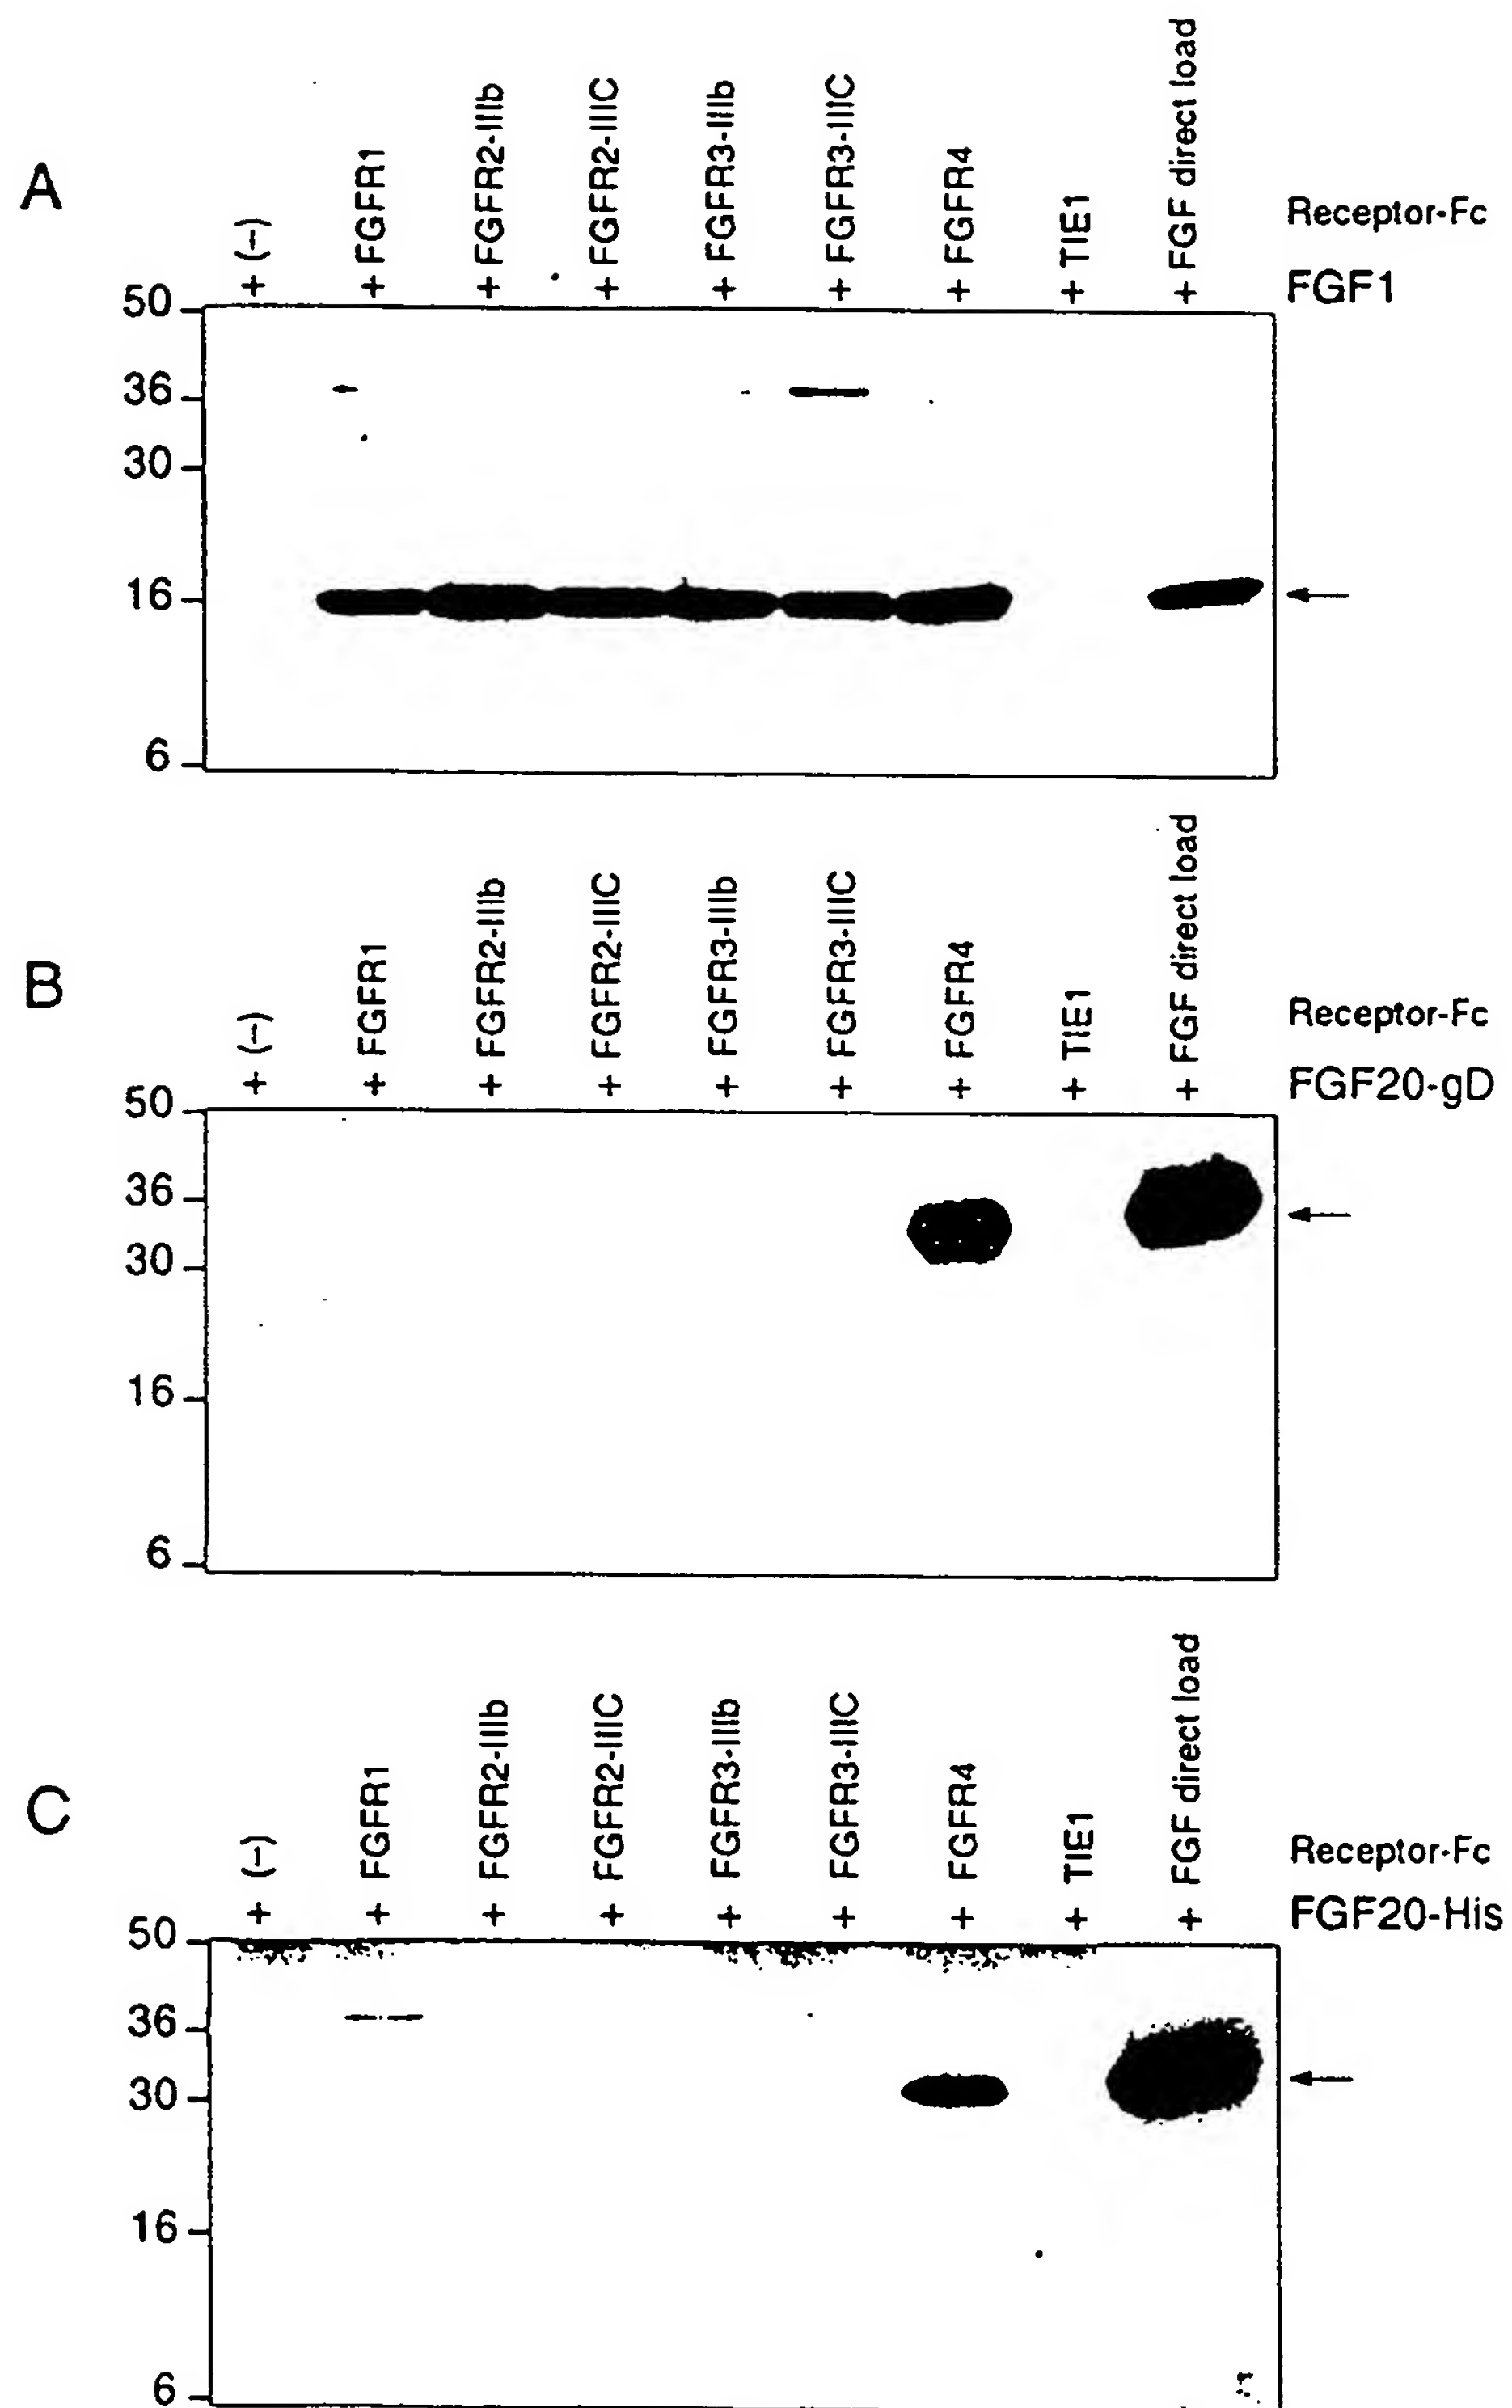 A
+ (–)
+ FGFR1
+ FGFR2-IIIb
+ FGFR2-IIIC
+ FGFR3-IIIb
+ FGFR3-IIIC
+ FGFR4
+ TIE1
+ FGF direct load
Receptor-Fc
FGF1
50
36
30
16
6
B
+ (–)
+ FGFR1
+ FGFR2-IIIb
+ FGFR2-IIIC
+ FGFR3-IIIb
+ FGFR3-IIIC
+ FGFR4
+ TIE1
+ FGF direct load
Receptor-Fc
FGF20-gD
50
36
30
16
6
C
+ (–)
+ FGFR1
+ FGFR2-IIIb
+ FGFR2-IIIC
+ FGFR3-IIIb
+ FGFR3-IIIC
+ FGFR4
+ TIE1
+ FGF direct load
Receptor-Fc
FGF20-His
50
36
30
16
6